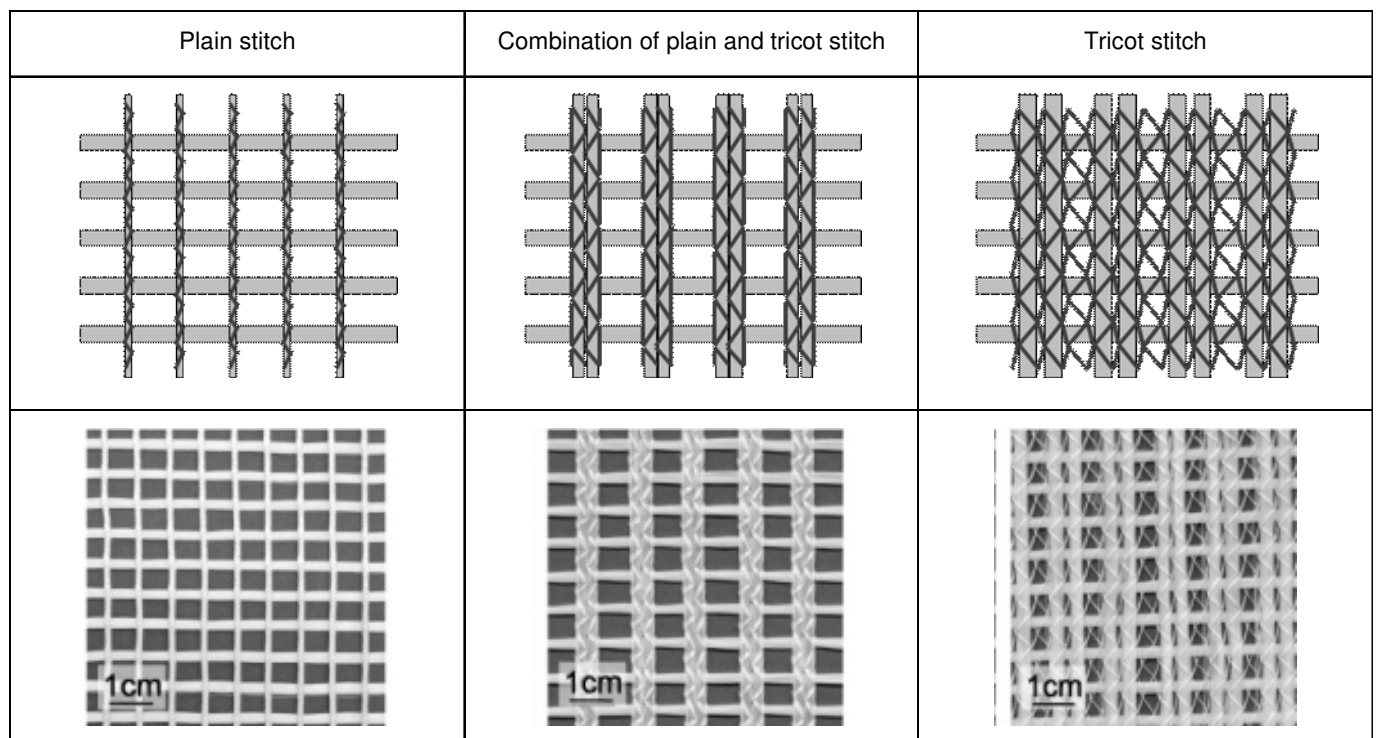 Plain stitch
Combination of plain and tricot stitch
Tricot stitch
1cm
1cm
1cm